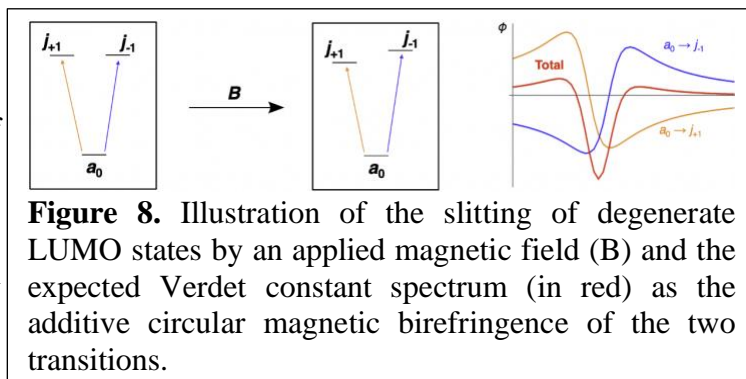 j+1 j-1
a0
B
j+1 j-1
a0
ϕ
a0 → j-1
Total
a0 → j+1
Figure 8. Illustration of the slitting of degenerate
LUMO states by an applied magnetic field (B) and the
expected Verdet constant spectrum (in red) as the
additive circular magnetic birefringence of the two
transitions.